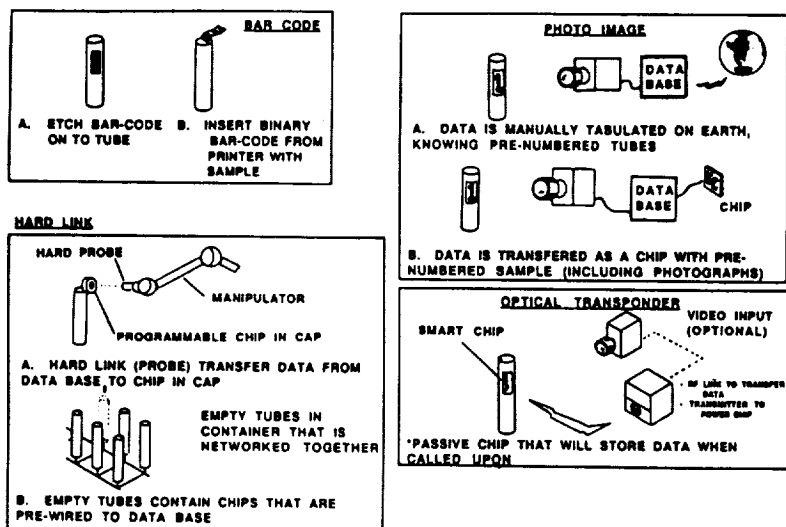 BAR CODE
A. ETCH BAR-CODE
ON TO TUBE
B. INSERT BINARY
BAR-CODE FROM
PRINTER WITH
SAMPLE
HARD LINK
HARD PROBE
MANIPULATOR
PROGRAMMABLE CHIP IN CAP
A. HARD LINK (PROBE) TRANSFER DATA FROM
DATA BASE TO CHIP IN CAP
EMPTY TUBES IN
CONTAINER THAT IS
NETWORKED TOGETHER
B. EMPTY TUBES CONTAIN CHIPS THAT ARE
PRE-WIRED TO DATA BASE
PHOTO IMAGE
DATA
BASE
A. DATA IS MANUALLY TABULATED ON EARTH,
KNOWING PRE-NUMBERED TUBES
DATA
BASE
CHIP
B. DATA IS TRANSFERED AS A CHIP WITH PRE-
NUMBERED SAMPLE (INCLUDING PHOTOGRAPHS)
OPTICAL TRANSPONDER
SMART CHIP
VIDEO INPUT
(OPTIONAL)
• RF LINK TO TRANSFER
DATA
• TRANSMITTER TO
POWER CHIP
*PASSIVE CHIP THAT WILL STORE DATA WHEN
CALLED UPON